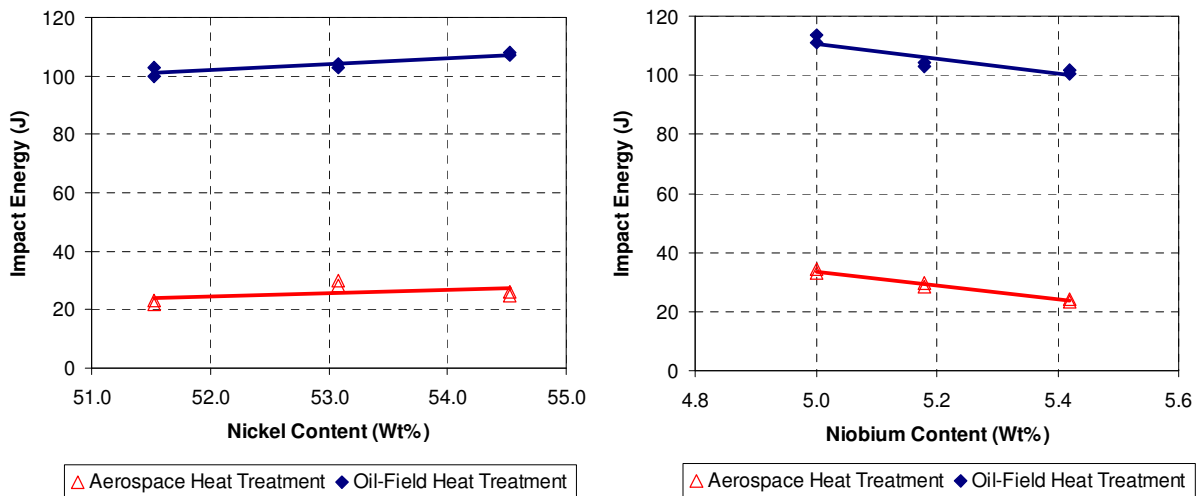 120
100
80
60
40
20
0
Impact Energy (J)
51.0 52.0 53.0 54.0 55.0
Nickel Content (Wt%)
Aerospace Heat Treatment Oil-Field Heat Treatment
120
100
80
60
40
20
0
Impact Energy (J)
4.8 5.0 5.2 5.4 5.6
Niobium Content (Wt%)
Aerospace Heat Treatment Oil-Field Heat Treatment